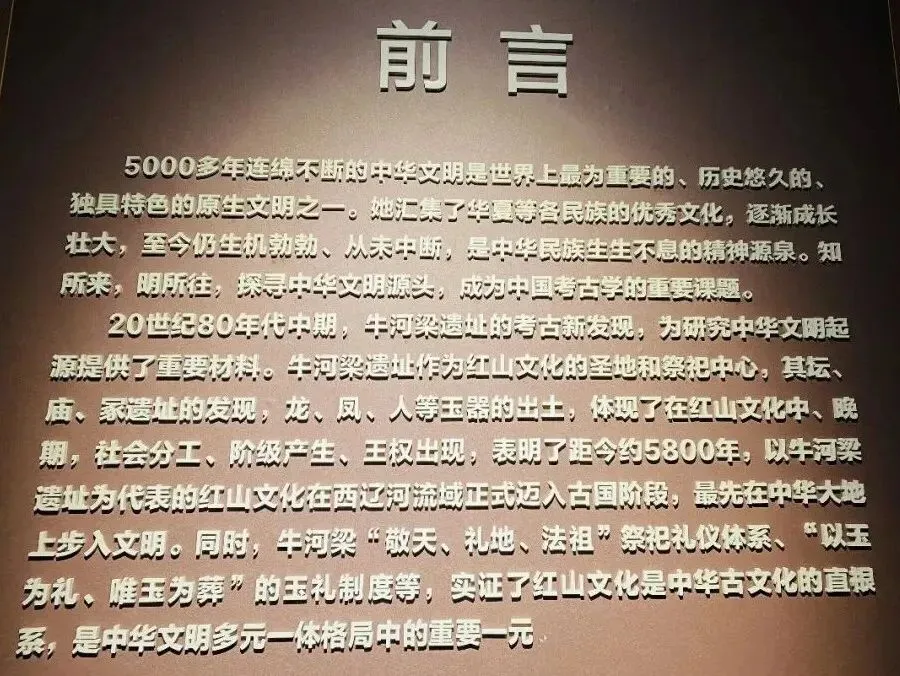 前言
5000多年连绵不断的中华文明是世界上最为重要的、历史悠久的、
独具特色的原生文明之一。她汇集了华夏等各民族的优秀文化，逐渐成长
壮大，至今仍生机勃勃、从未中断，是中华民族生生不息的精神源泉。知
所来，明所往，探寻中华文明源头，成为中国考古学的重要课题。
20世纪80年代中期，牛河梁遗址的考古新发现，为研究中华文明起
源提供了重要材料。牛河梁遗址作为红山文化的圣地和祭祀中心，其坛、
庙、冢遗址的发现，龙、凤、人等玉器的出土，体现了在红山文化中、晚
期，社会分工、阶级产生、王权出现，表明了距今约5800年，以牛河梁
遗址为代表的红山文化在西辽河流域正式迈入古国阶段，最先在中华大地
上步入文明。同时，牛河梁“敬天、礼地、法祖”祭祀礼仪体系、“以玉
为礼、唯玉为葬”的玉礼制度等，实证了红山文化是中华古文化的直根
系，是中华文明多元一体格局中的重要一元。